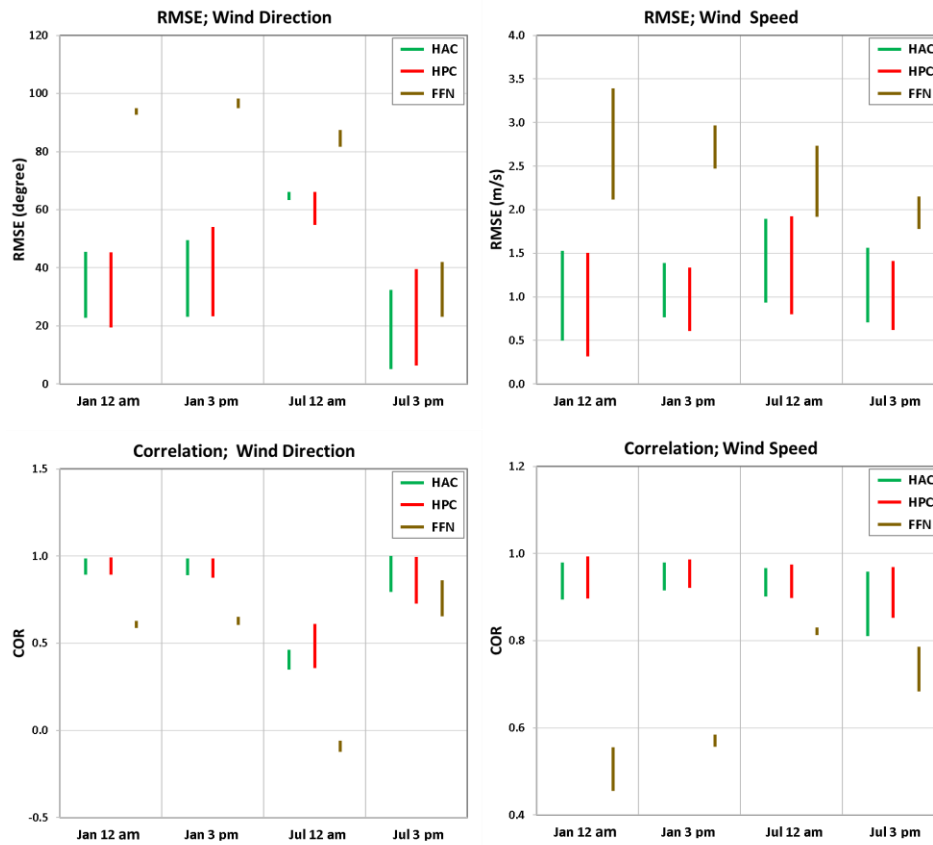 RMSE; Wind Direction
120
100
80
60
40
20
0
RMSE (degree)
HAC
HPC
FFN
Jan 12 am Jan 3 pm Jul 12 am Jul 3 pm
RMSE; Wind Speed
4.0
3.5
3.0
2.5
2.0
1.5
1.0
0.5
0.0
RMSE (m/s)
HAC
HPC
FFN
Jan 12 am Jan 3 pm Jul 12 am Jul 3 pm
Correlation; Wind Direction
1.5
1.0
0.5
0.0
-0.5
COR
HAC
HPC
FFN
Jan 12 am Jan 3 pm Jul 12 am Jul 3 pm
Correlation; Wind Speed
1.2
1.0
0.8
0.6
0.4
COR
HAC
HPC
FFN
Jan 12 am Jan 3 pm Jul 12 am Jul 3 pm